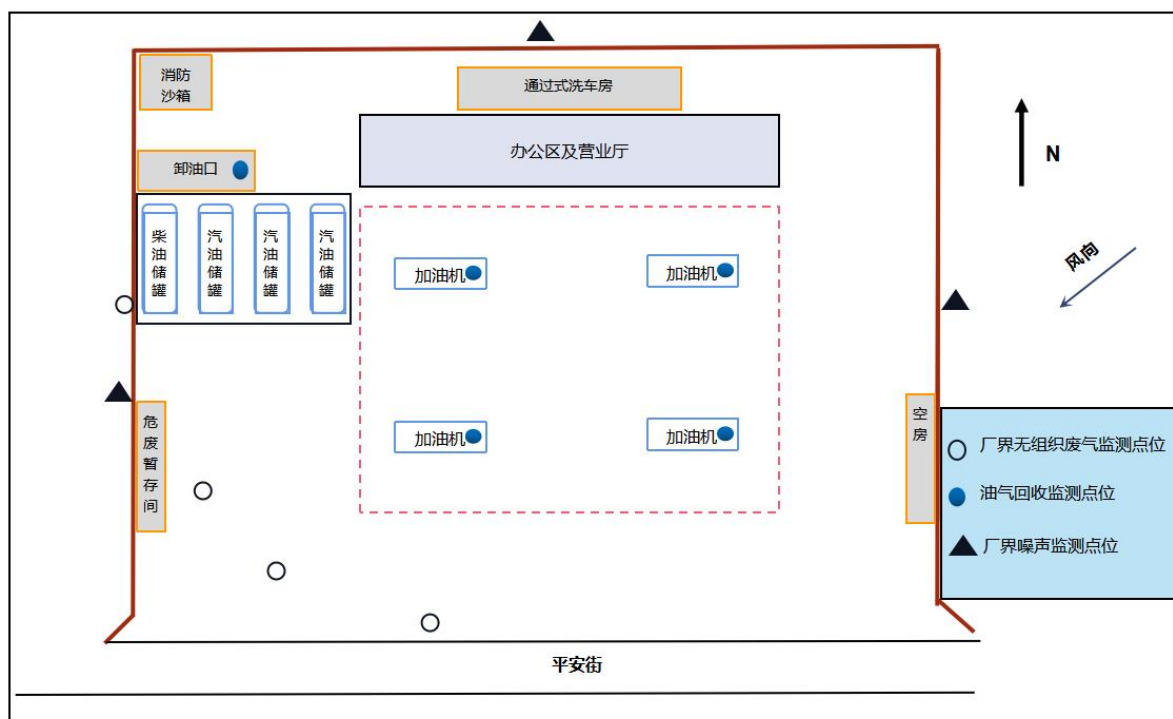 消防
沙箱
通过式洗车房
办公区及营业厅
N
卸油口
风向
柴油储罐
汽油储罐
汽油储罐
汽油储罐
加油机
加油机
加油机
加油机
危废暂存间
空房
厂界无组织废气监测点位
油气回收监测点位
厂界噪声监测点位
平安街